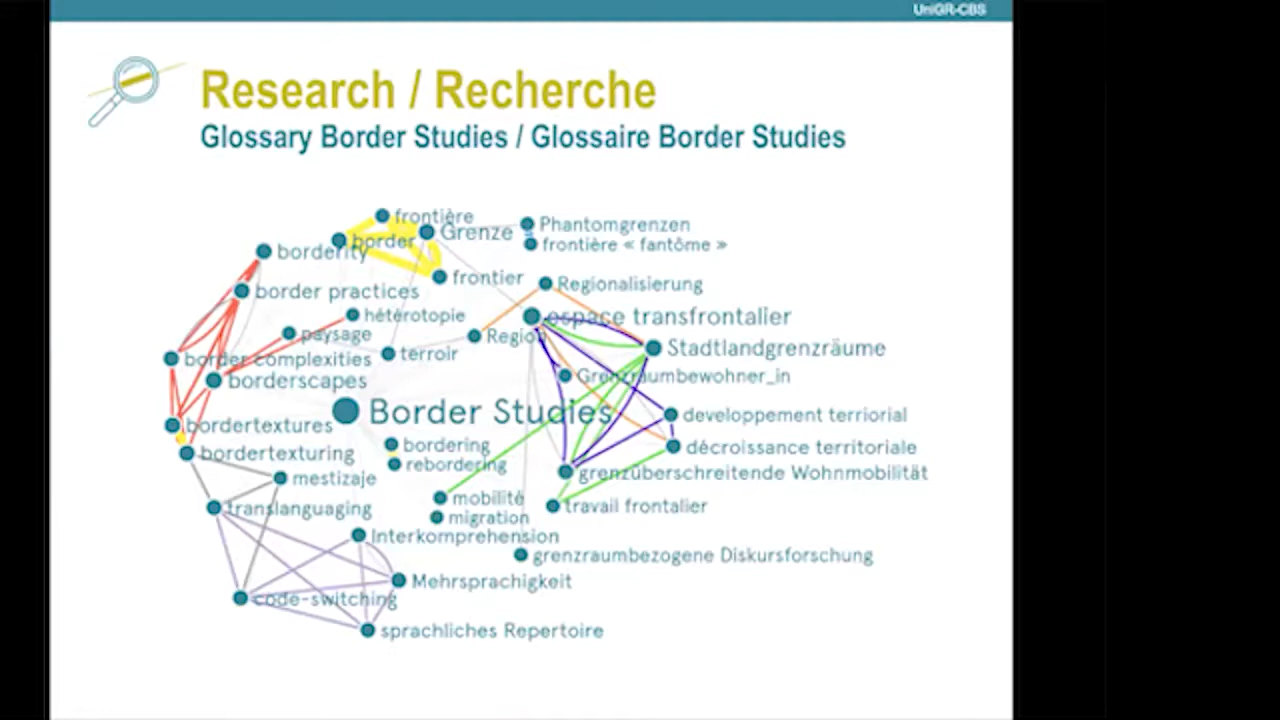 UniGR-CBS
Research / Recherche
Glossary Border Studies / Glossaire Border Studies
frontière
Grenze
Phantomgrenzen
border
frontière « fantôme »
borderity
frontier
Regionalisierung
border practices
hétérotopie
espace transfrontalier
paysage
Region
Stadtlandgrenzräume
terroir
border complexities
Grenzraumbewohner_in
borderscapes
Border Studies
developpement terriorial
bordertextures
bordering
décroissance territoriale
bordertexturing
rebordering
grenzüberschreitende Wohnmobilität
mestizaje
mobilité
translanguaging
travail frontalier
migration
Interkomprehension
grenzraumbezogene Diskursforschung
Mehrsprachigkeit
code-switching
sprachliches Repertoire